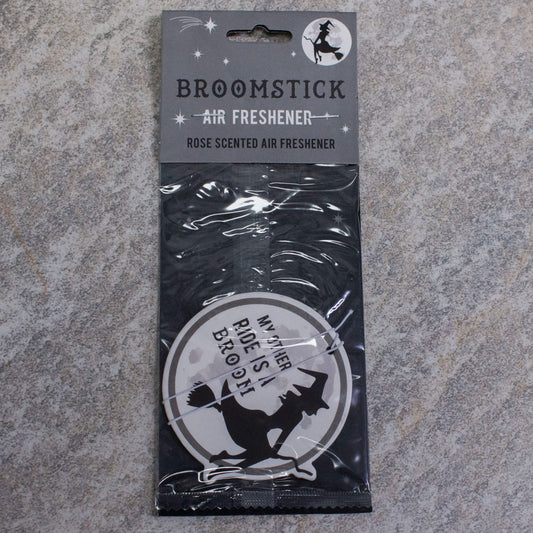 BROOMSTICK
AIR FRESHENER
ROSE SCENTED AIR FRESHENER
MY OTHER
RIDE IS A
BROOM